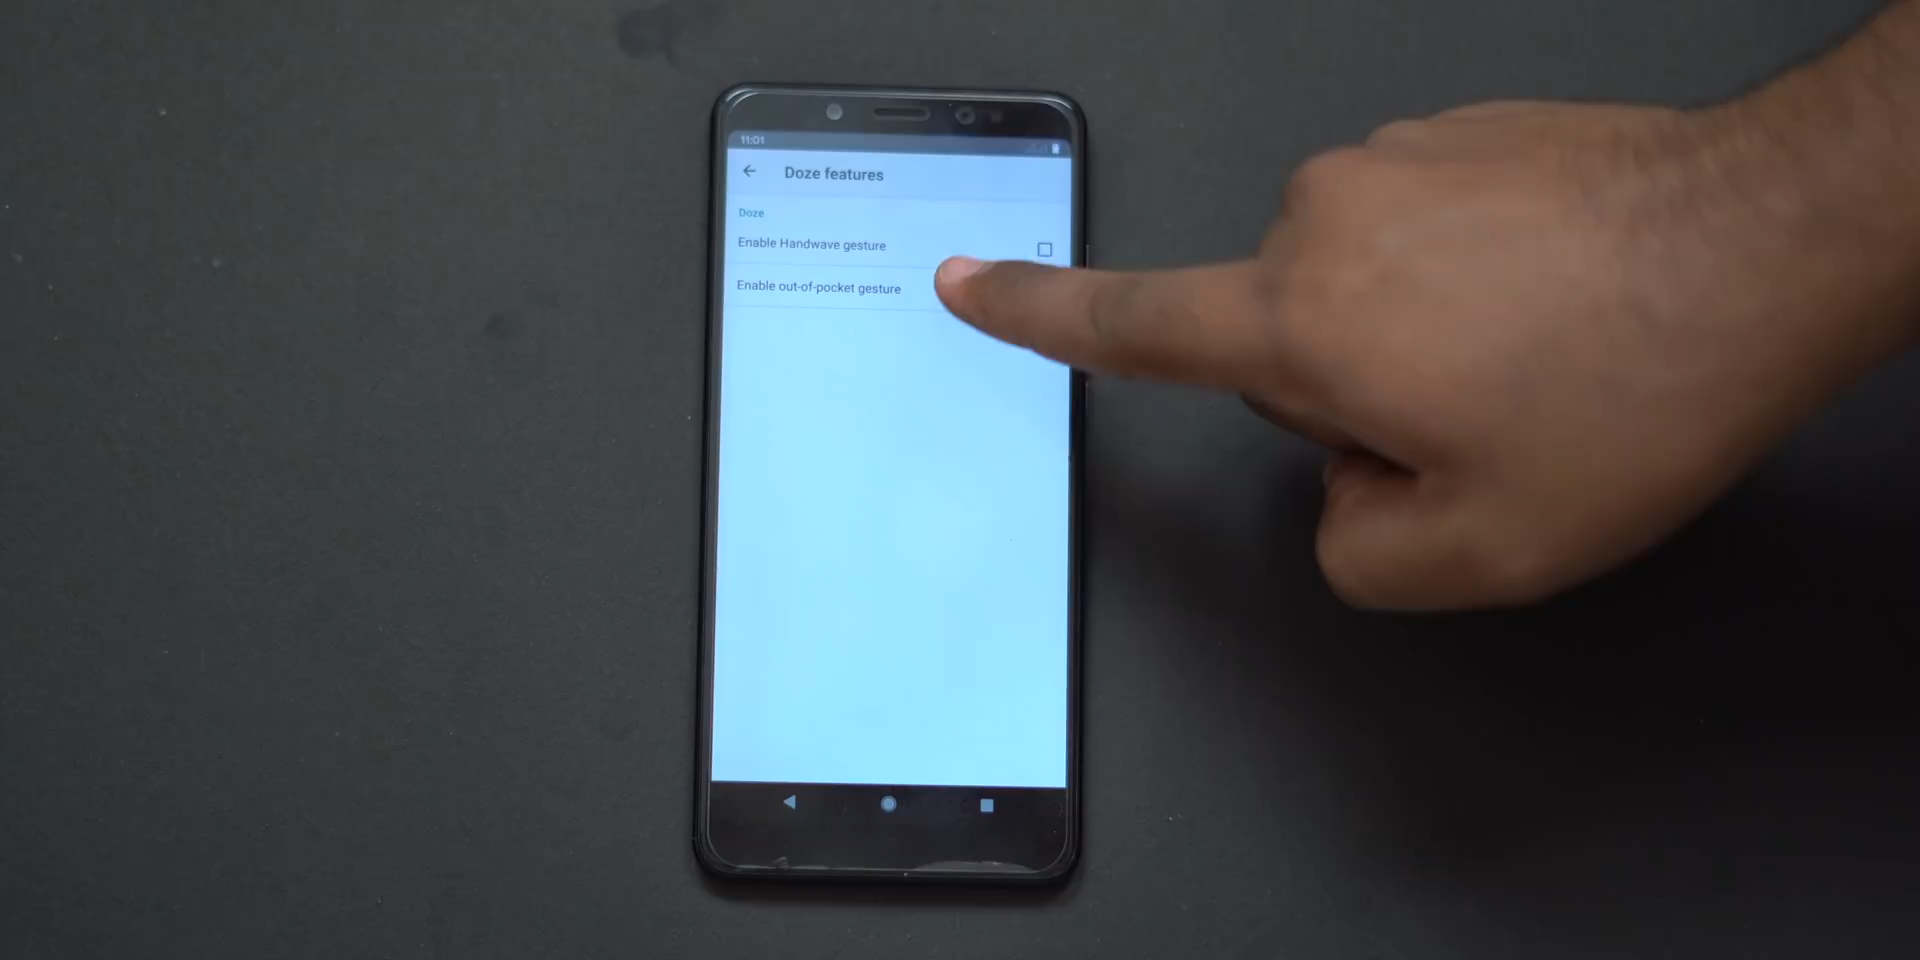 11:01
Doze features
Doze
Enable Handwave gesture
Enable out-of-pocket gesture